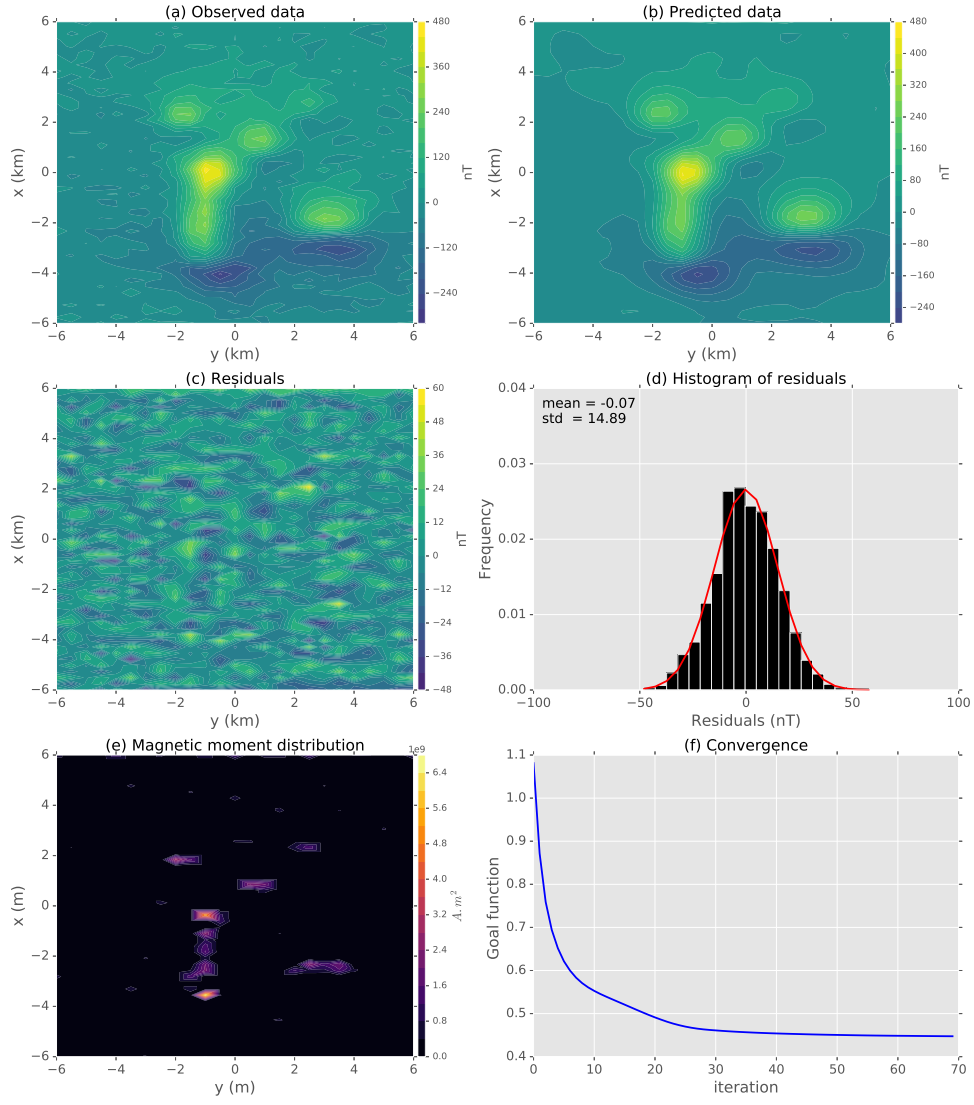 (a) Observed data
6
4
2
0
−2
−4
−6
x (km)
−6 −4 −2 0 2 4 6
y (km)
480
360
240
120
0
−120
−240
nT
(b) Predicted data
6
4
2
0
−2
−4
−6
x (km)
−6 −4 −2 0 2 4 6
y (km)
480
400
320
240
160
80
0
−80
−160
−240
nT
(c) Residuals
6
4
2
0
−2
−4
−6
x (km)
−6 −4 −2 0 2 4 6
y (km)
60
48
36
24
12
0
−12
−24
−36
−48
nT
(d) Histogram of residuals
mean = -0.07
std = 14.89
0.04
0.03
0.02
0.01
0.00
Frequency
−100 −50 0 50 100
Residuals (nT)
(e) Magnetic moment distribution
6
4
2
0
−2
−4
−6
x (m)
−6 −4 −2 0 2 4 6
y (m)
1e9
6.4
5.6
4.8
4.0
3.2
2.4
1.6
0.8
0.0
A.m²
(f) Convergence
1.1
1.0
0.9
0.8
0.7
0.6
0.5
0.4
Goal function
0 10 20 30 40 50 60 70
iteration